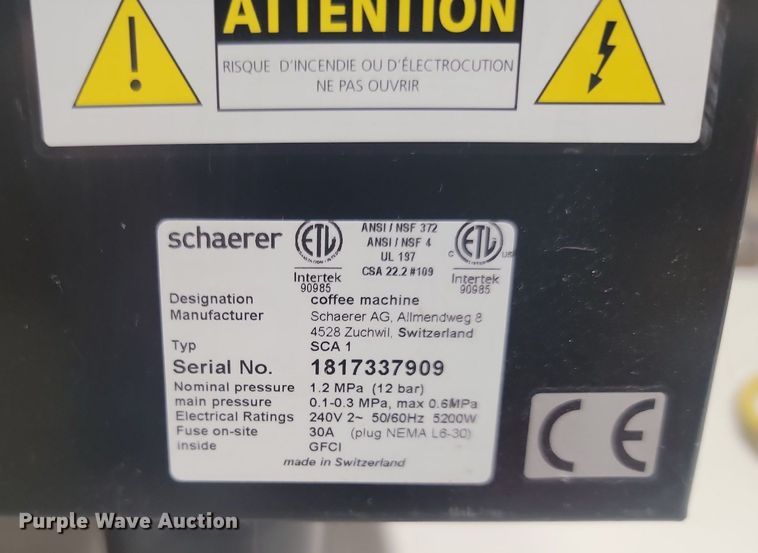 ATTENTION
RISQUE D'INCENDIE OU D'ÉLECTROCUTION
NE PAS OUVRIR
schaerer
ETL
Intertek
90985
ANSI / NSF 372
ANSI / NSF 4
UL 197
CSA 22.2 #109
C ETL US
Intertek
90985
Designation coffee machine
Manufacturer Schaerer AG, Allmendweg 8
4528 Zuchwil, Switzerland
Typ SCA 1
Serial No. 1817337909
Nominal pressure 1.2 MPa (12 bar)
main pressure 0.1-0.3 MPa, max 0.6MPa
Electrical Ratings 240V 2~ 50/60Hz 5200W
Fuse on-site 30A (plug NEMA L6-30)
inside GFCI
made in Switzerland
CE
Purple Wave Auction